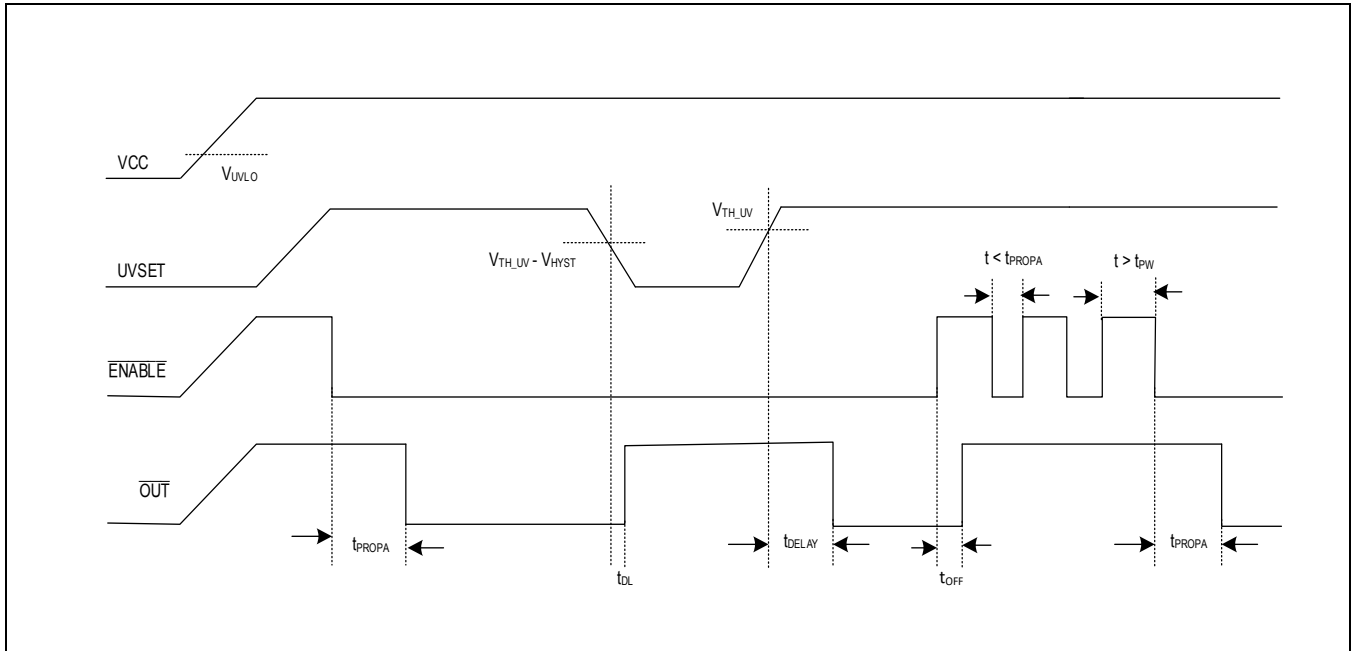 VCC
VUVLO
VTH_UV
VTH_UV - VHYST
UVSET
t < tPROPA
t > tPW
ENABLE
OUT
tPROPA
tDL
tDELAY
tOFF
tPROPA